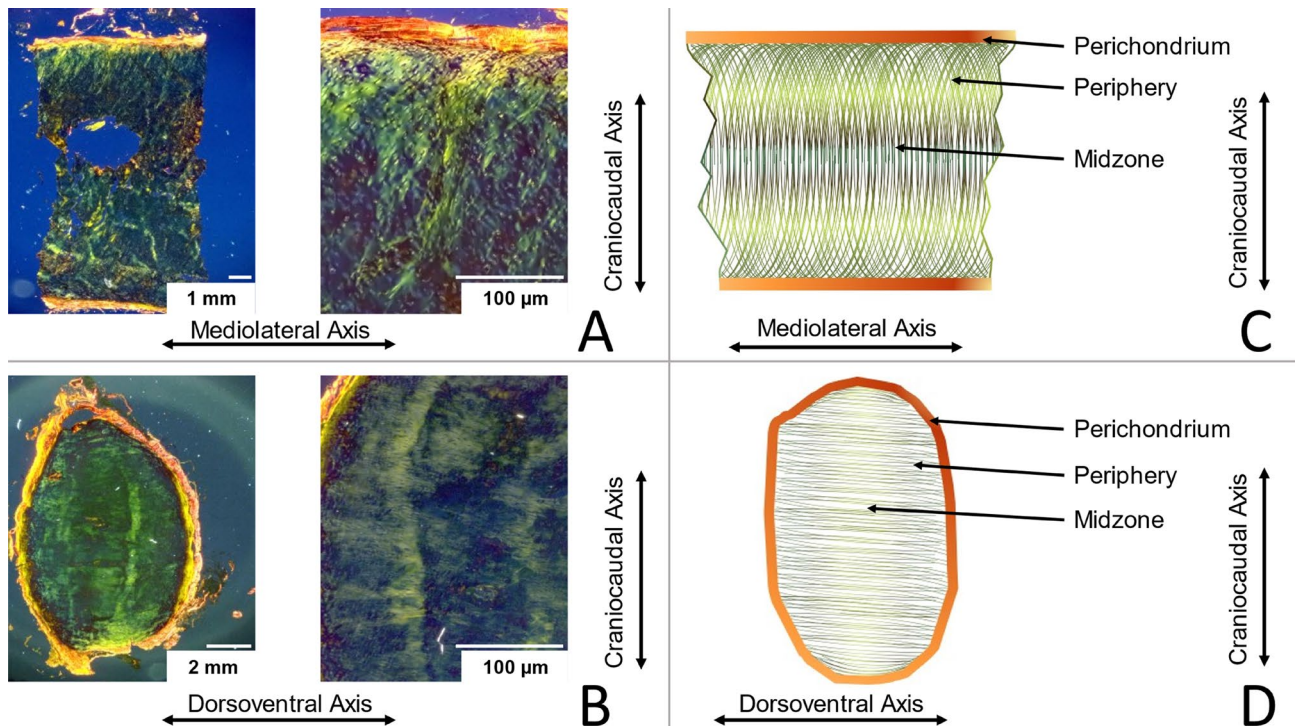 1 mm
100 µm
Craniocaudal Axis
Mediolateral Axis
A
Perichondrium
Periphery
Midzone
Craniocaudal Axis
Mediolateral Axis
C
2 mm
100 µm
Craniocaudal Axis
Dorsoventral Axis
B
Perichondrium
Periphery
Midzone
Craniocaudal Axis
Dorsoventral Axis
D